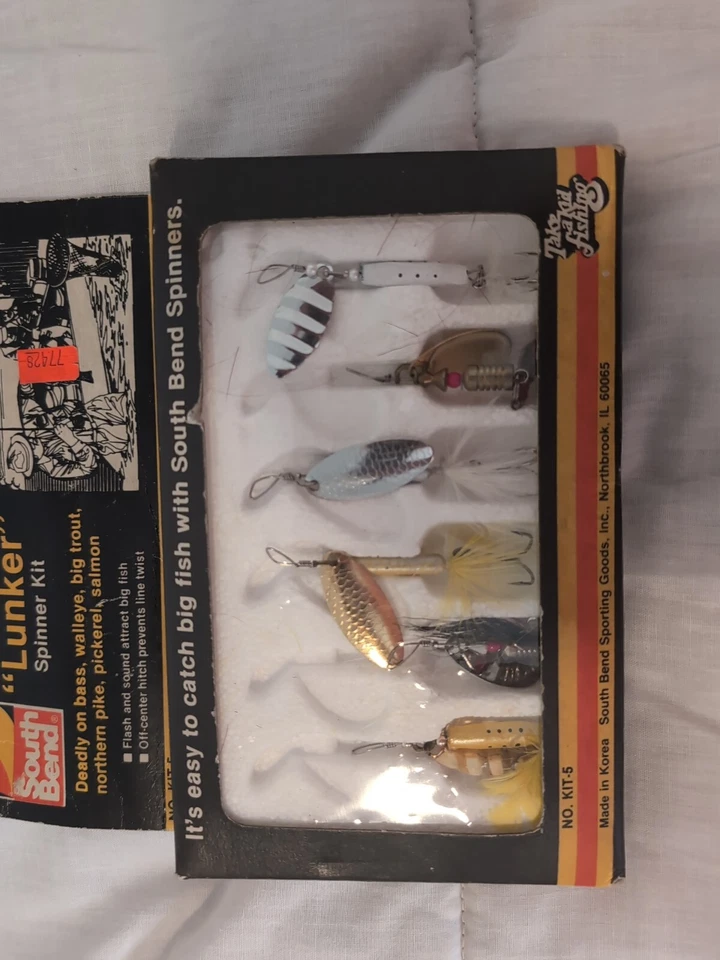 77428
South
Bend®
"Lunker"
Spinner Kit
Deadly on bass, walleye, big trout,
northern pike, pickerel, salmon
■ Flash and sound attract big fish
■ Off-center hitch prevents line twist
It's easy to catch big fish with South Bend Spinners.
Take
a Kid
fishing
NO. KIT-5
Made in Korea South Bend Sporting Goods, Inc., Northbrook, IL 60065